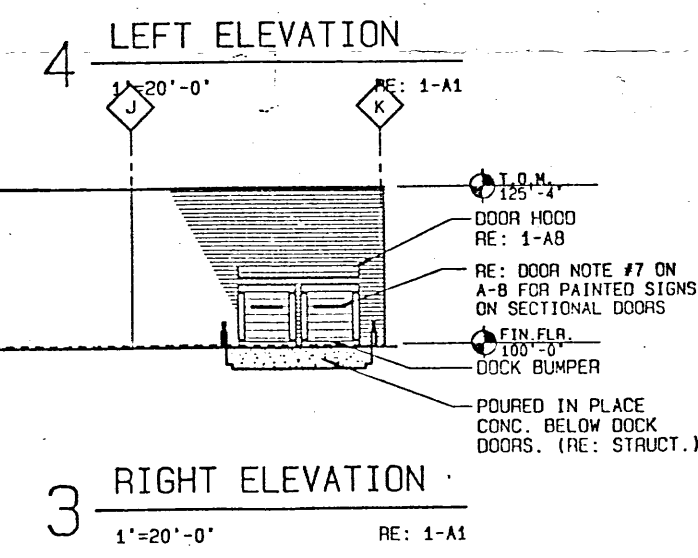 4 LEFT ELEVATION
1"=20'-0" RE: 1-A1
J K
T.O.M.
125'-4"
DOOR HOOD
RE: 1-A8
RE: DOOR NOTE #7 ON
A-8 FOR PAINTED SIGNS
ON SECTIONAL DOORS
FIN.FLR.
100'-0"
DOCK BUMPER
POURED IN PLACE
CONC. BELOW DOCK
DOORS. (RE: STRUCT.)
3 RIGHT ELEVATION
1"=20'-0" RE: 1-A1